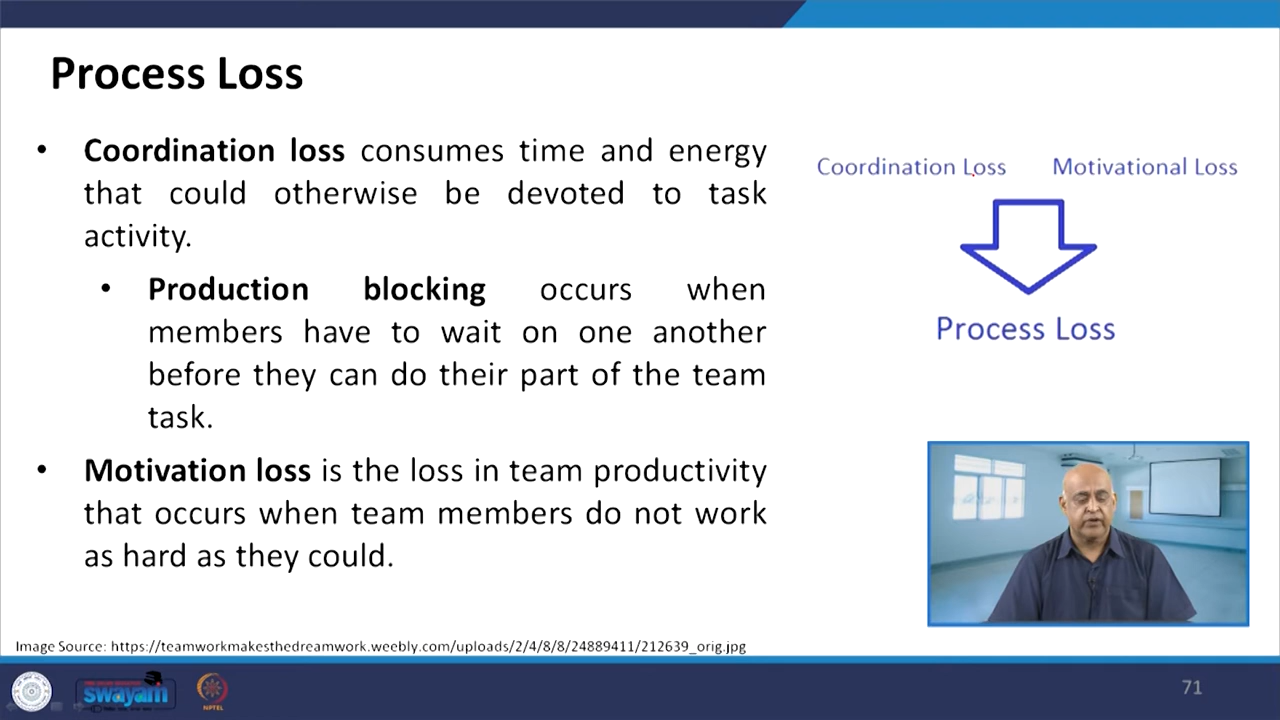 Process Loss
• Coordination loss consumes time and energy
that could otherwise be devoted to task
activity.
• Production blocking occurs when
members have to wait on one another
before they can do their part of the team
task.
• Motivation loss is the loss in team productivity
that occurs when team members do not work
as hard as they could.
Coordination Loss Motivational Loss
Process Loss
Image Source: https://teamworkmakesthedreamwork.weebly.com/uploads/2/4/8/8/24889411/212639_orig.jpg
swayam
NPTEL
71